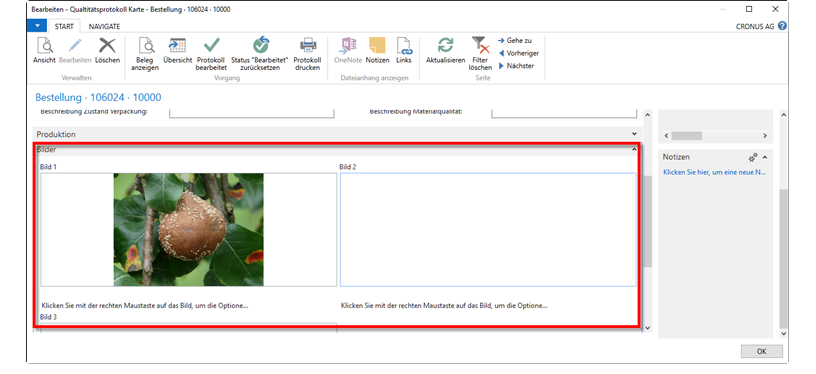 Bearbeiten - Qualtitätsprotokoll Karte - Bestellung · 106024 · 10000
START NAVIGATE CRONUS AG
Ansicht Bearbeiten Löschen Beleg anzeigen Übersicht Protokoll bearbeitet Status "Bearbeitet" zurücksetzen Protokoll drucken OneNote Notizen Links Aktualisieren Filter löschen
Gehe zu
Vorheriger
Nächster
Verwalten Vorgang Dateianhang anzeigen Seite
Bestellung · 106024 · 10000
Beschreibung Zustand Verpackung: Beschreibung Materialqualität:
Produktion
Bilder
Notizen
Klicken Sie hier, um eine neue N...
Bild 1 Bild 2
Klicken Sie mit der rechten Maustaste auf das Bild, um die Optione... Klicken Sie mit der rechten Maustaste auf das Bild, um die Optione...
Bild 3
OK